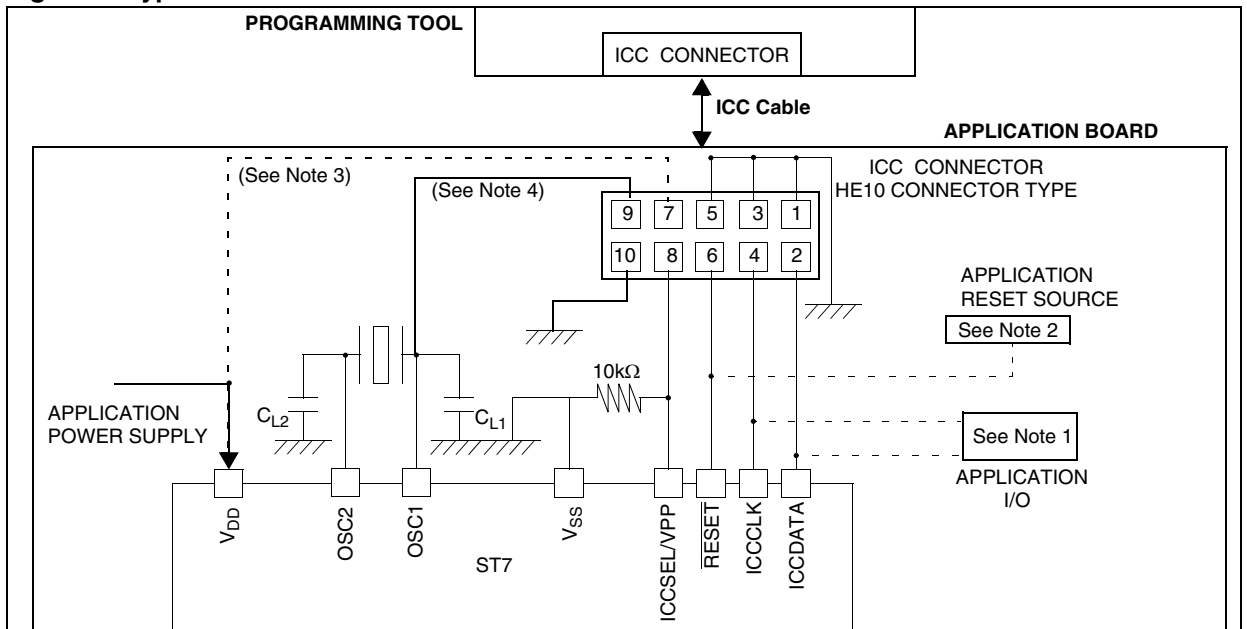 PROGRAMMING TOOL
ICC CONNECTOR
ICC Cable
APPLICATION BOARD
(See Note 3)
(See Note 4)
ICC CONNECTOR
HE10 CONNECTOR TYPE
9 7 5 3 1
10 8 6 4 2
APPLICATION
RESET SOURCE
See Note 2
10kΩ
APPLICATION
POWER SUPPLY
CL2
CL1
See Note 1
APPLICATION
I/O
VDD
OSC2
OSC1
VSS
ICCSEL/VPP
RESET
ICCCLK
ICCDATA
ST7